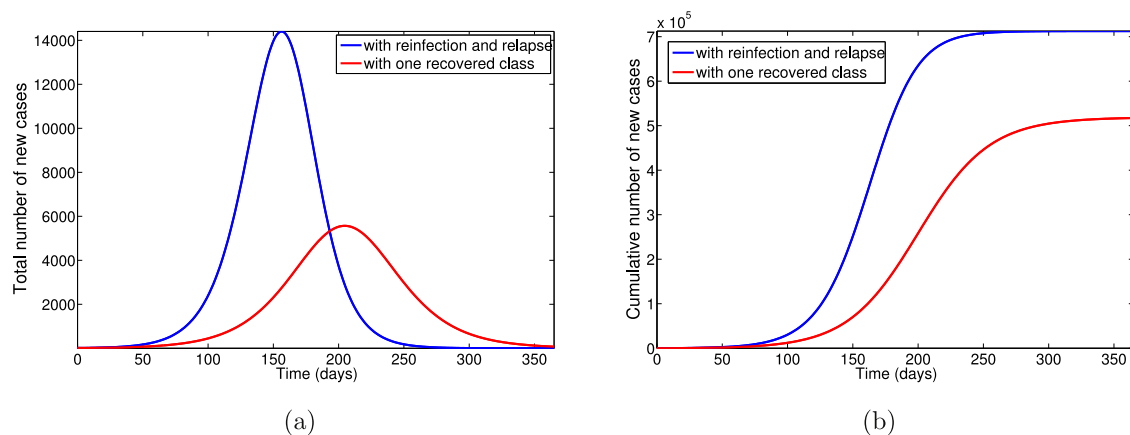 14000
12000
10000
8000
6000
4000
2000
Total number of new cases
with reinfection and relapse
with one recovered class
0 50 100 150 200 250 300 350
Time (days)
(a)
x 10⁵
7
6
5
4
3
2
1
0
Cumulative number of new cases
with reinfection and relapse
with one recovered class
0 50 100 150 200 250 300 350
Time (days)
(b)